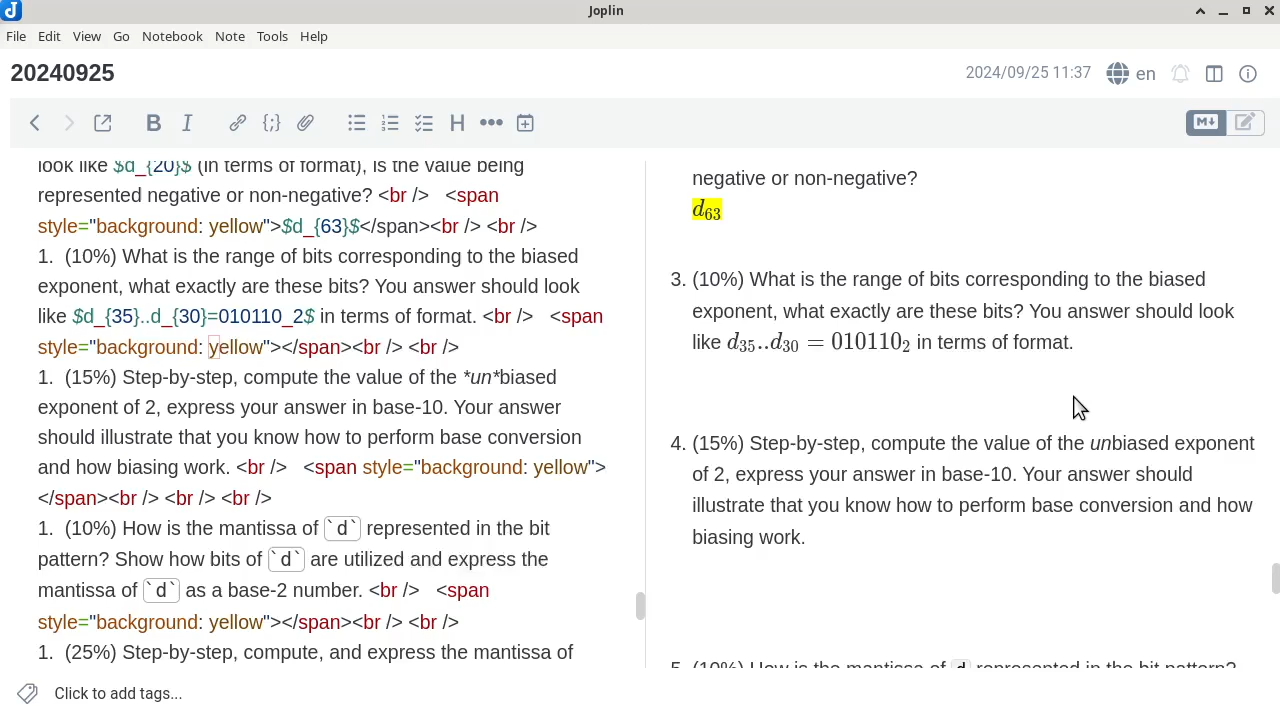 Joplin
File Edit View Go Notebook Note Tools Help
20240925
2024/09/25 11:37
en
look like $d_{20}$ (in terms of format), is the value being
represented negative or non-negative? <br />   <span
style="background: yellow">$d_{63}$</span><br /> <br />
1.  (10%) What is the range of bits corresponding to the biased
exponent, what exactly are these bits? You answer should look
like $d_{35}..d_{30}=010110_2$ in terms of format. <br />   <span
style="background: yellow"></span><br /> <br />
1.  (15%) Step-by-step, compute the value of the *un*biased
exponent of 2, express your answer in base-10. Your answer
should illustrate that you know how to perform base conversion
and how biasing work. <br />   <span style="background: yellow">
</span><br /> <br /> <br />
1.  (10%) How is the mantissa of `d` represented in the bit
pattern? Show how bits of `d` are utilized and express the
mantissa of `d` as a base-2 number. <br />   <span
style="background: yellow"></span><br /> <br />
1.  (25%) Step-by-step, compute, and express the mantissa of
negative or non-negative?
d63
3. (10%) What is the range of bits corresponding to the biased
exponent, what exactly are these bits? You answer should look
like d35..d30 = 0101102 in terms of format.
4. (15%) Step-by-step, compute the value of the unbiased exponent
of 2, express your answer in base-10. Your answer should
illustrate that you know how to perform base conversion and how
biasing work.
5. (10%) How is the mantissa of d represented in the bit pattern?
Click to add tags...